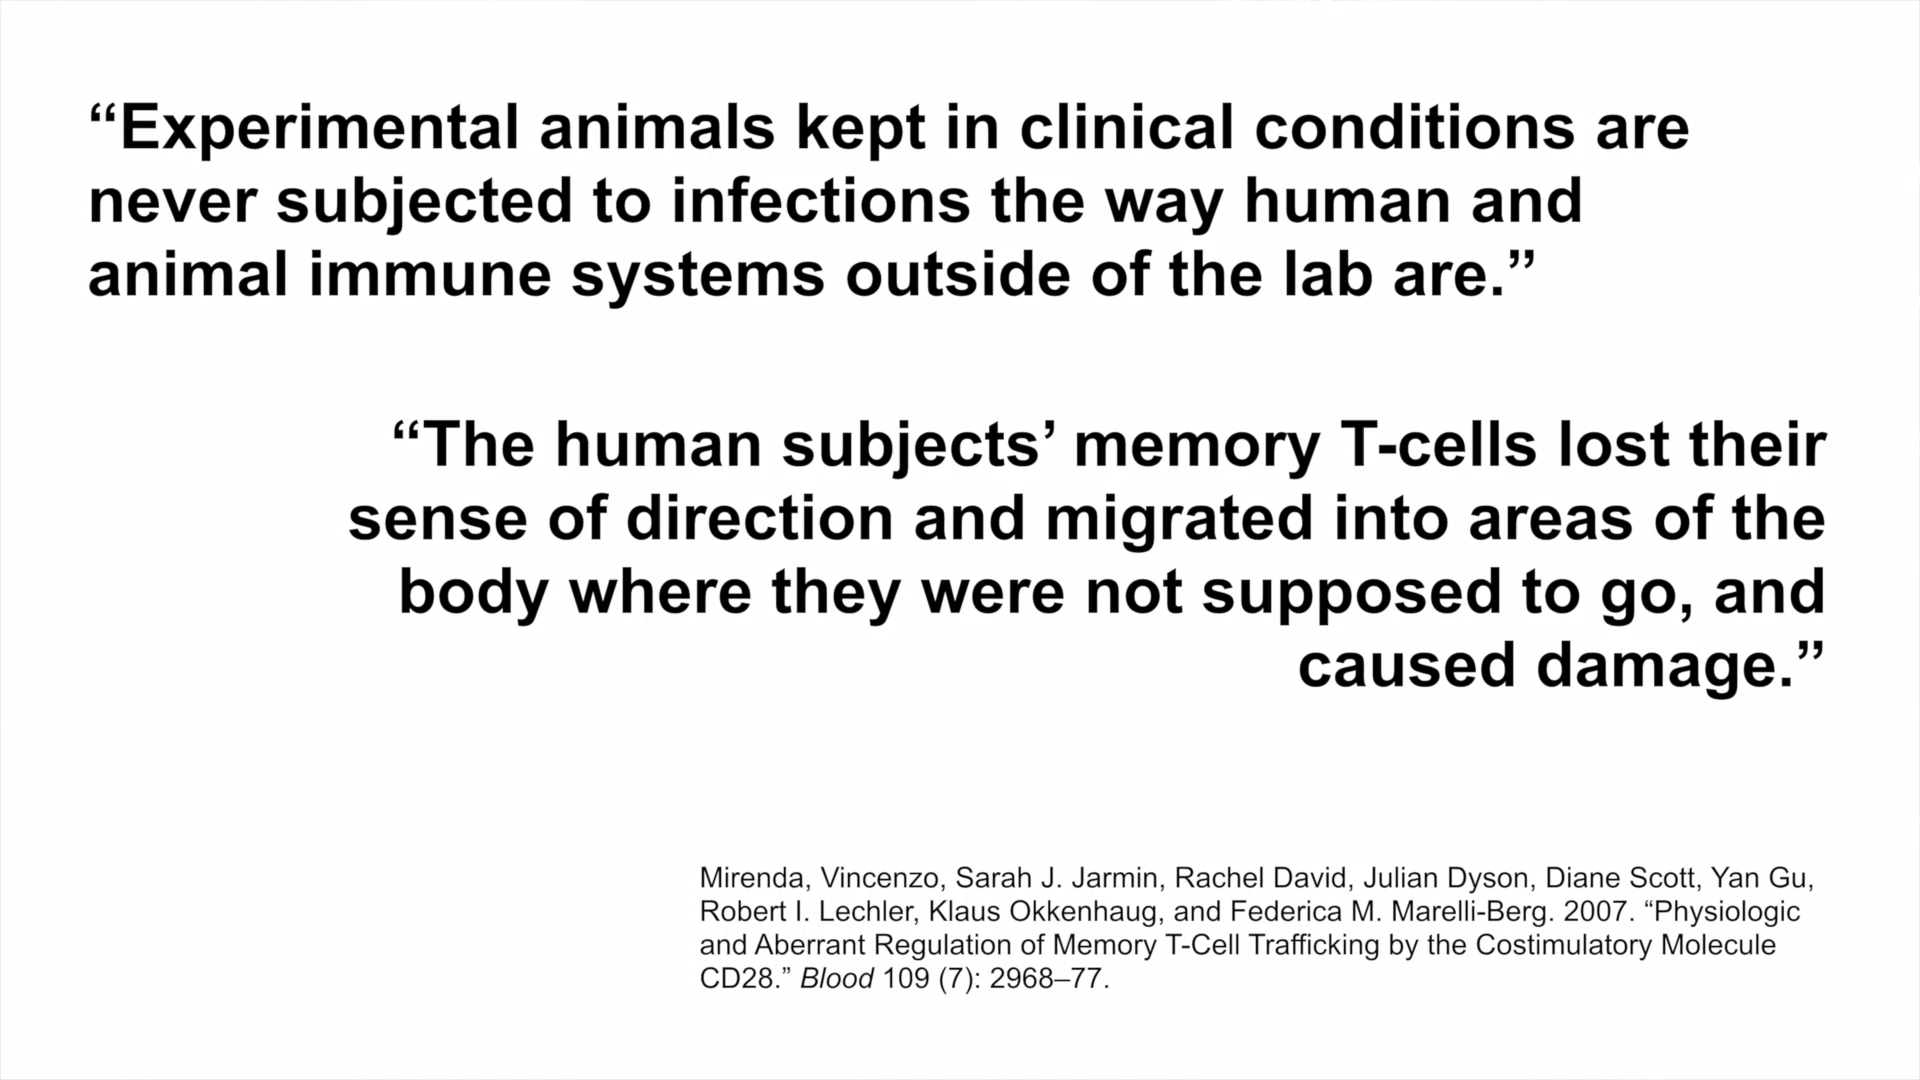 “Experimental animals kept in clinical conditions are
never subjected to infections the way human and
animal immune systems outside of the lab are.”
“The human subjects’ memory T-cells lost their
sense of direction and migrated into areas of the
body where they were not supposed to go, and
caused damage.”
Mirenda, Vincenzo, Sarah J. Jarmin, Rachel David, Julian Dyson, Diane Scott, Yan Gu,
Robert I. Lechler, Klaus Okkenhaug, and Federica M. Marelli-Berg. 2007. “Physiologic
and Aberrant Regulation of Memory T-Cell Trafficking by the Costimulatory Molecule
CD28.” Blood 109 (7): 2968–77.